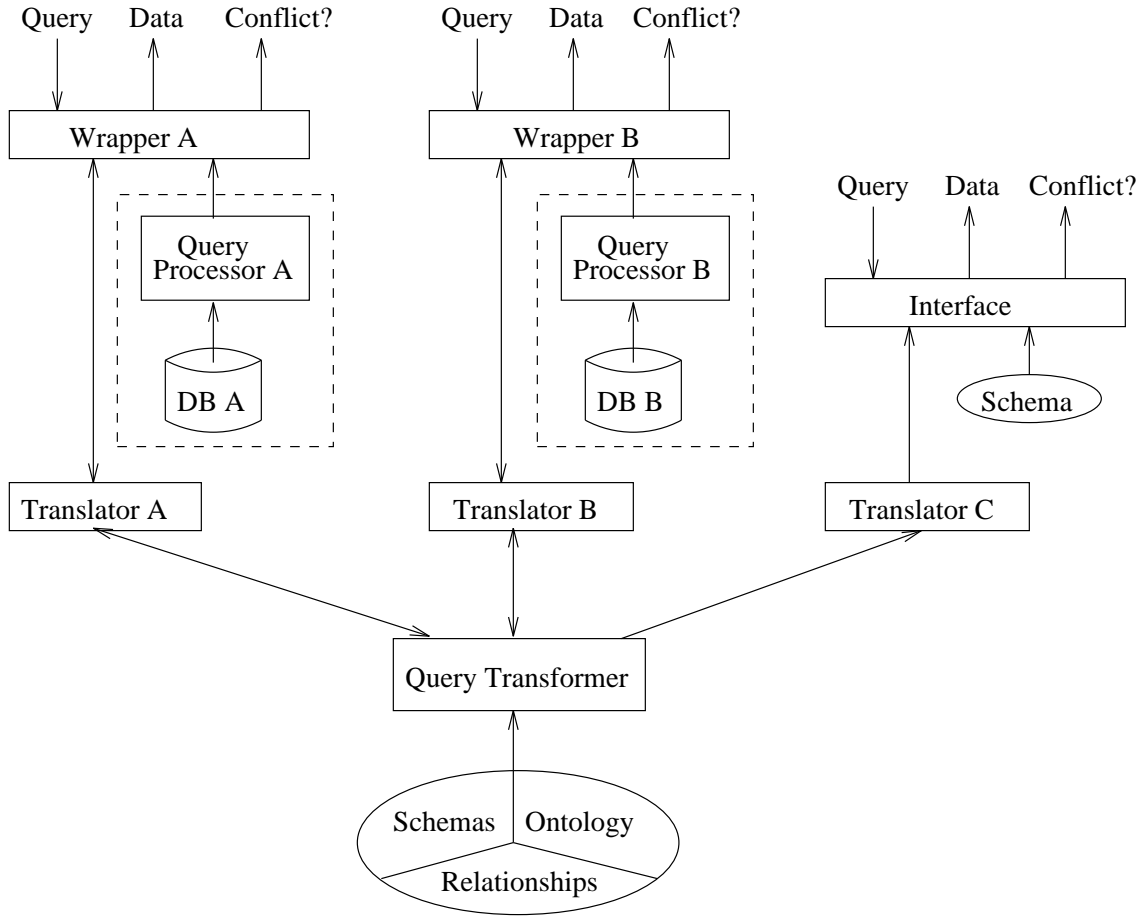 Query Data Conflict?
Query Data Conflict?
Wrapper A
Wrapper B
Query Data Conflict?
Query
Processor A
Query
Processor B
Interface
DB A
DB B
Schema
Translator A
Translator B
Translator C
Query Transformer
Schemas Ontology
Relationships